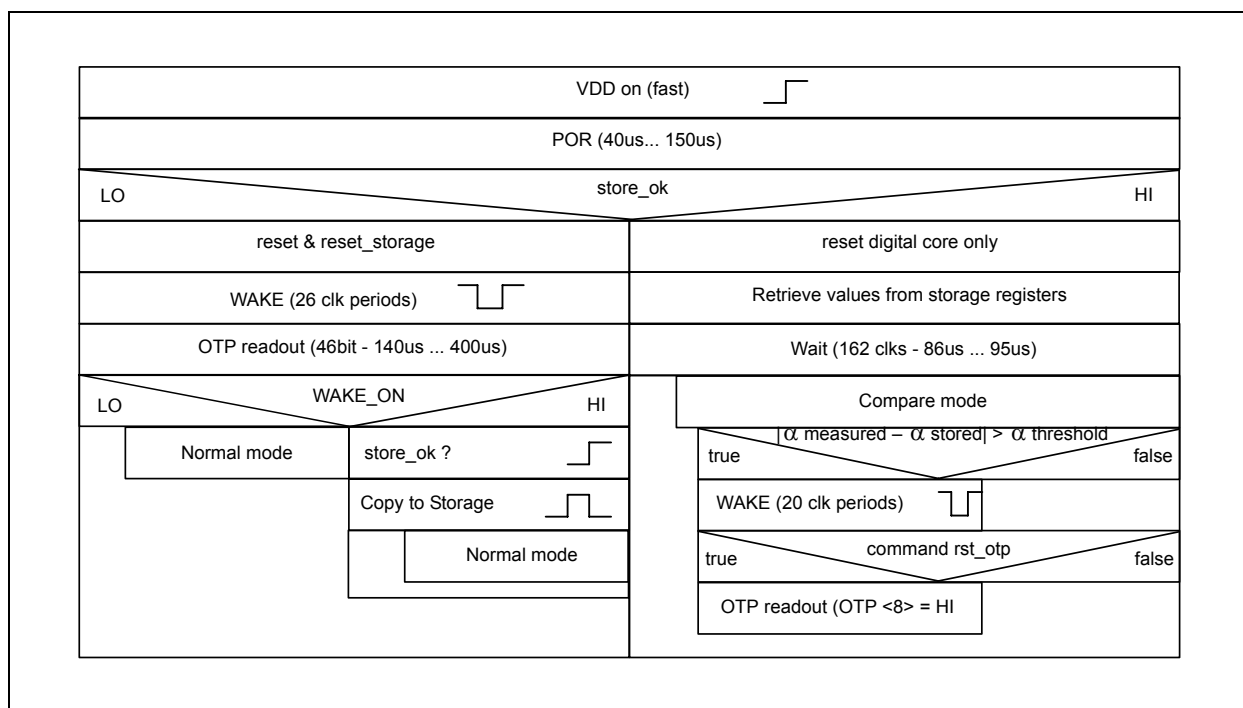 VDD on (fast)
POR (40us... 150us)
LO
store_ok
HI
reset & reset_storage
reset digital core only
WAKE (26 clk periods)
Retrieve values from storage registers
OTP readout (46bit - 140us ... 400us)
Wait (162 clks - 86us ... 95us)
LO
WAKE_ON
HI
Compare mode
Normal mode
store_ok ?
|α measured – α stored| > α threshold
true
false
Copy to Storage
WAKE (20 clk periods)
Normal mode
command rst_otp
true
false
OTP readout (OTP <8> = HI